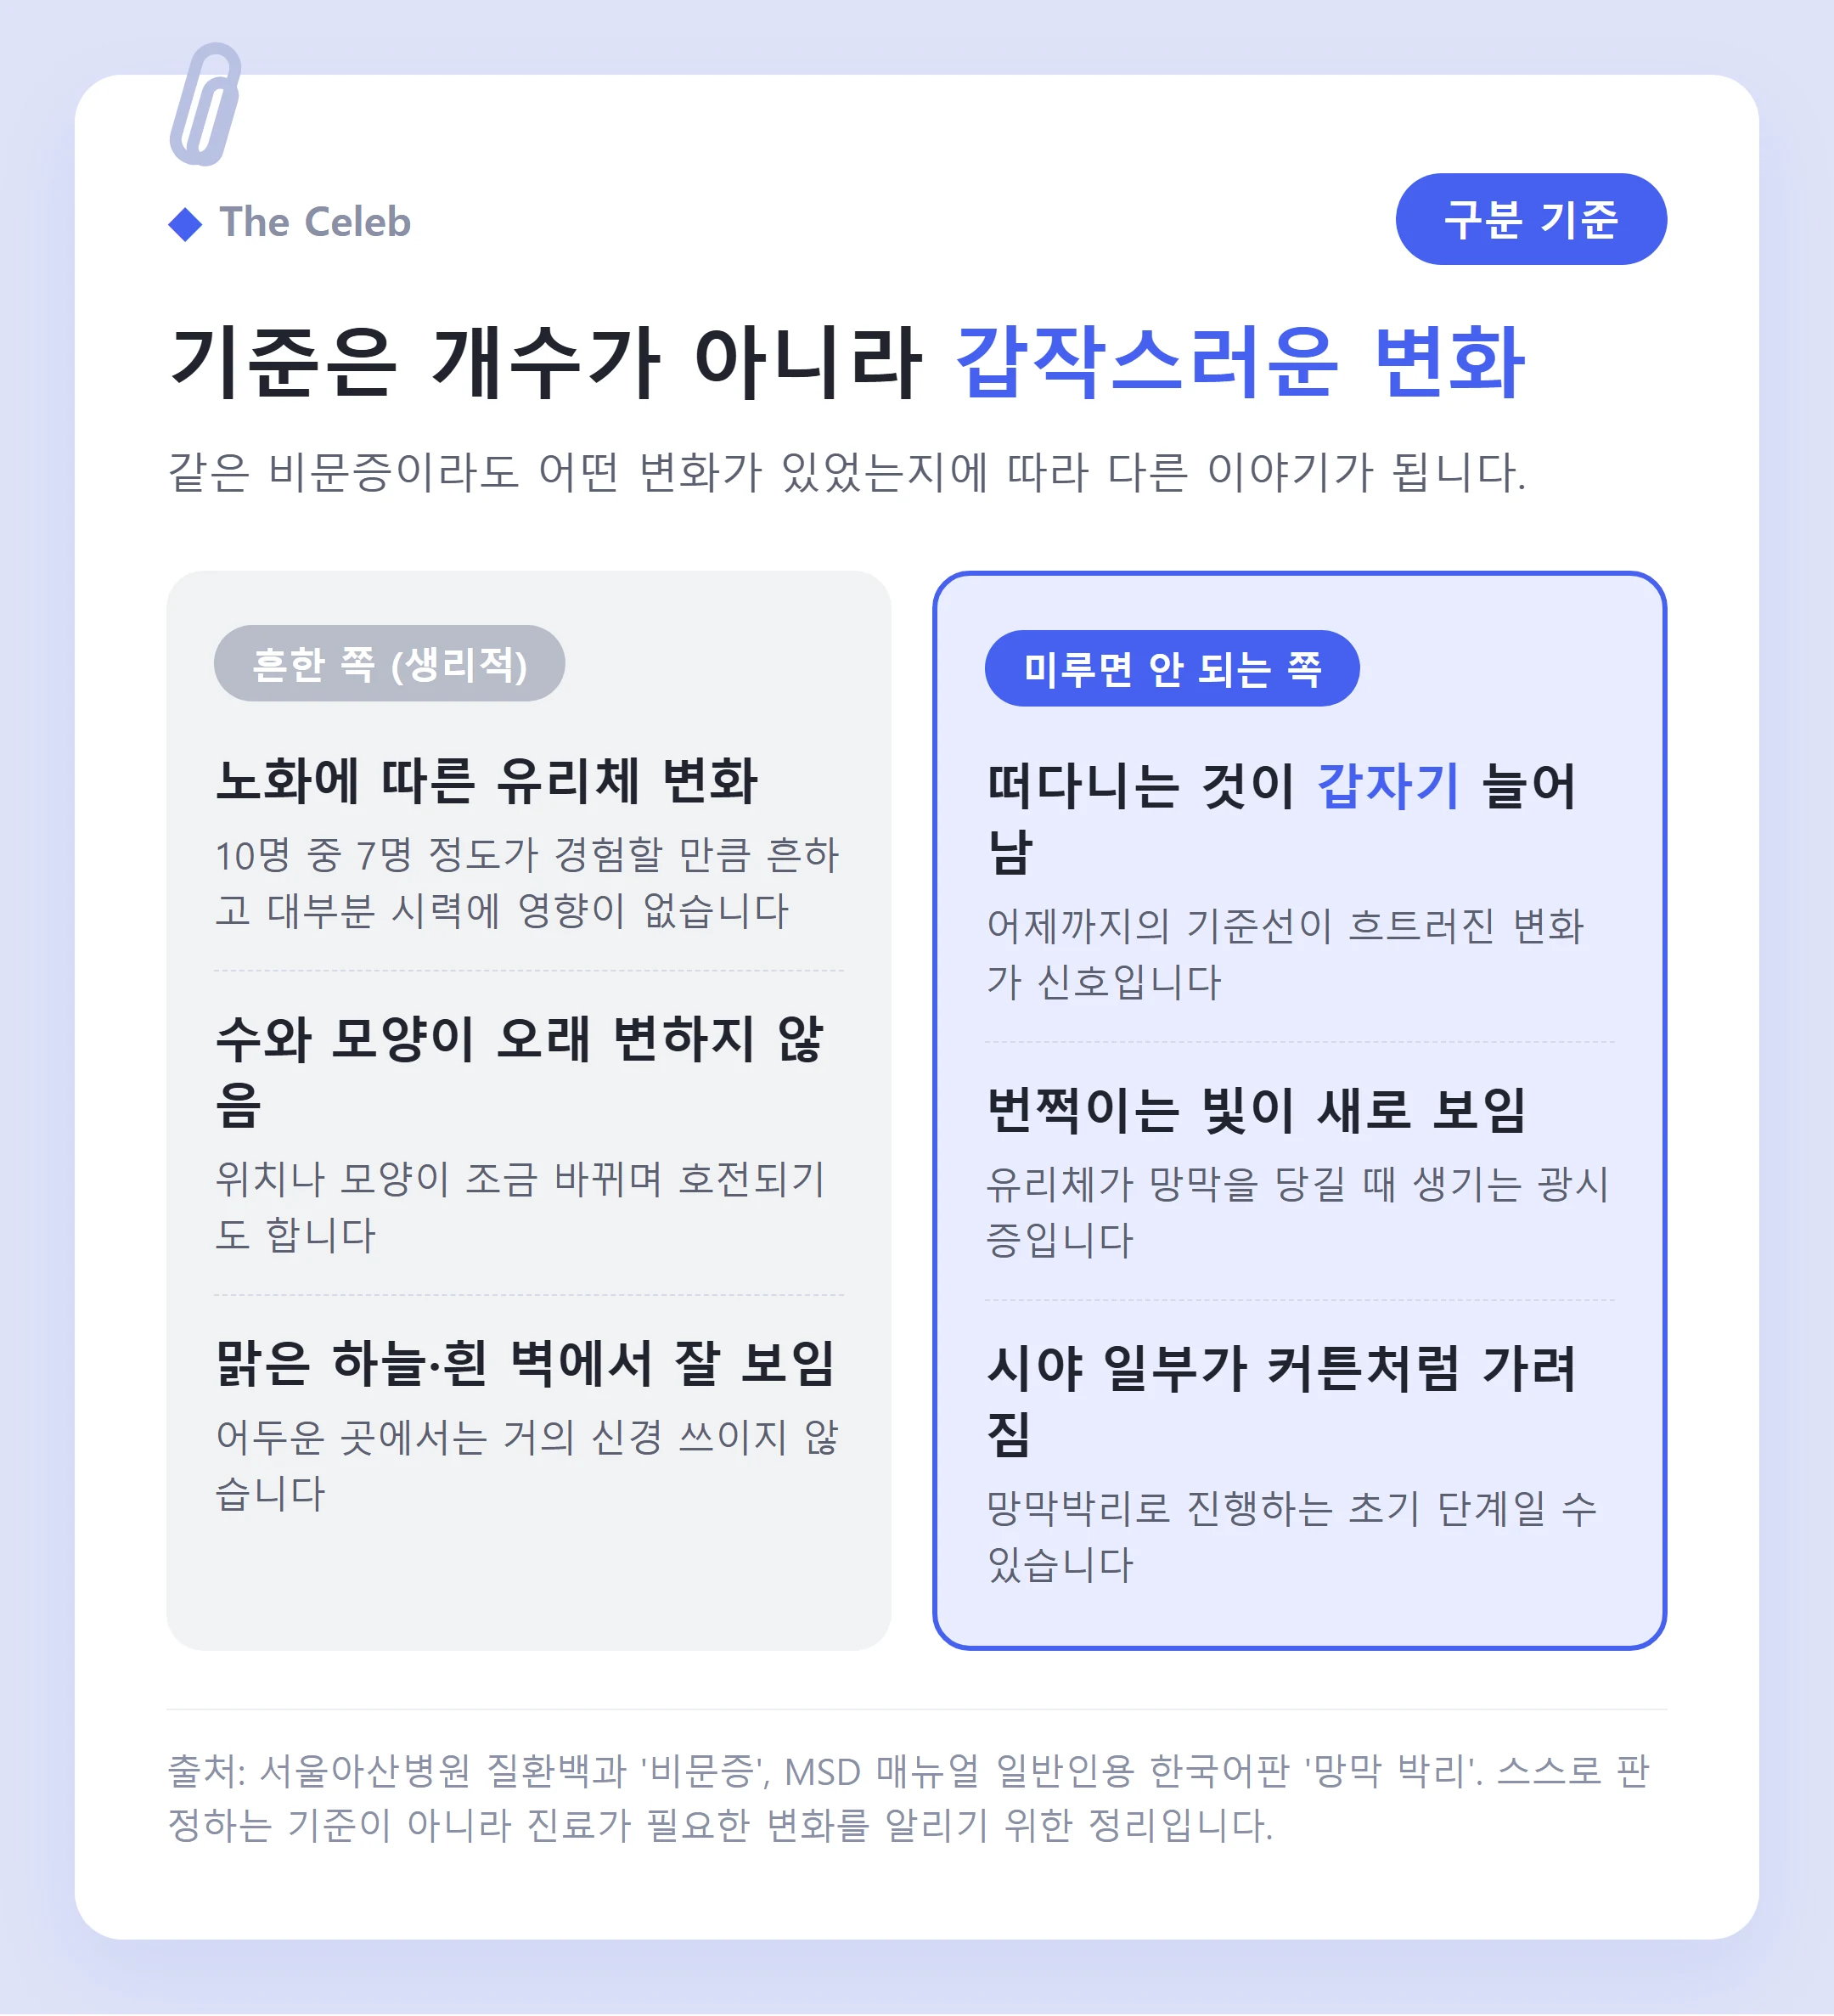 The Celeb
구분 기준
기준은 개수가 아니라 갑작스러운 변화
같은 비문증이라도 어떤 변화가 있었는지에 따라 다른 이야기가 됩니다.
흔한 쪽 (생리적)
노화에 따른 유리체 변화
10명 중 7명 정도가 경험할 만큼 흔하
고 대부분 시력에 영향이 없습니다
수와 모양이 오래 변하지 않
음
위치나 모양이 조금 바뀌며 호전되기
도 합니다
맑은 하늘·흰 벽에서 잘 보임
어두운 곳에서는 거의 신경 쓰이지 않
습니다
미루면 안 되는 쪽
떠다니는 것이 갑자기 늘어
남
어제까지의 기준선이 흐트러진 변화
가 신호입니다
번쩍이는 빛이 새로 보임
유리체가 망막을 당길 때 생기는 광시
증입니다
시야 일부가 커튼처럼 가려
짐
망막박리로 진행하는 초기 단계일 수
있습니다
출처: 서울아산병원 질환백과 '비문증', MSD 매뉴얼 일반인용 한국어판 '망막 박리'. 스스로 판
정하는 기준이 아니라 진료가 필요한 변화를 알리기 위한 정리입니다.